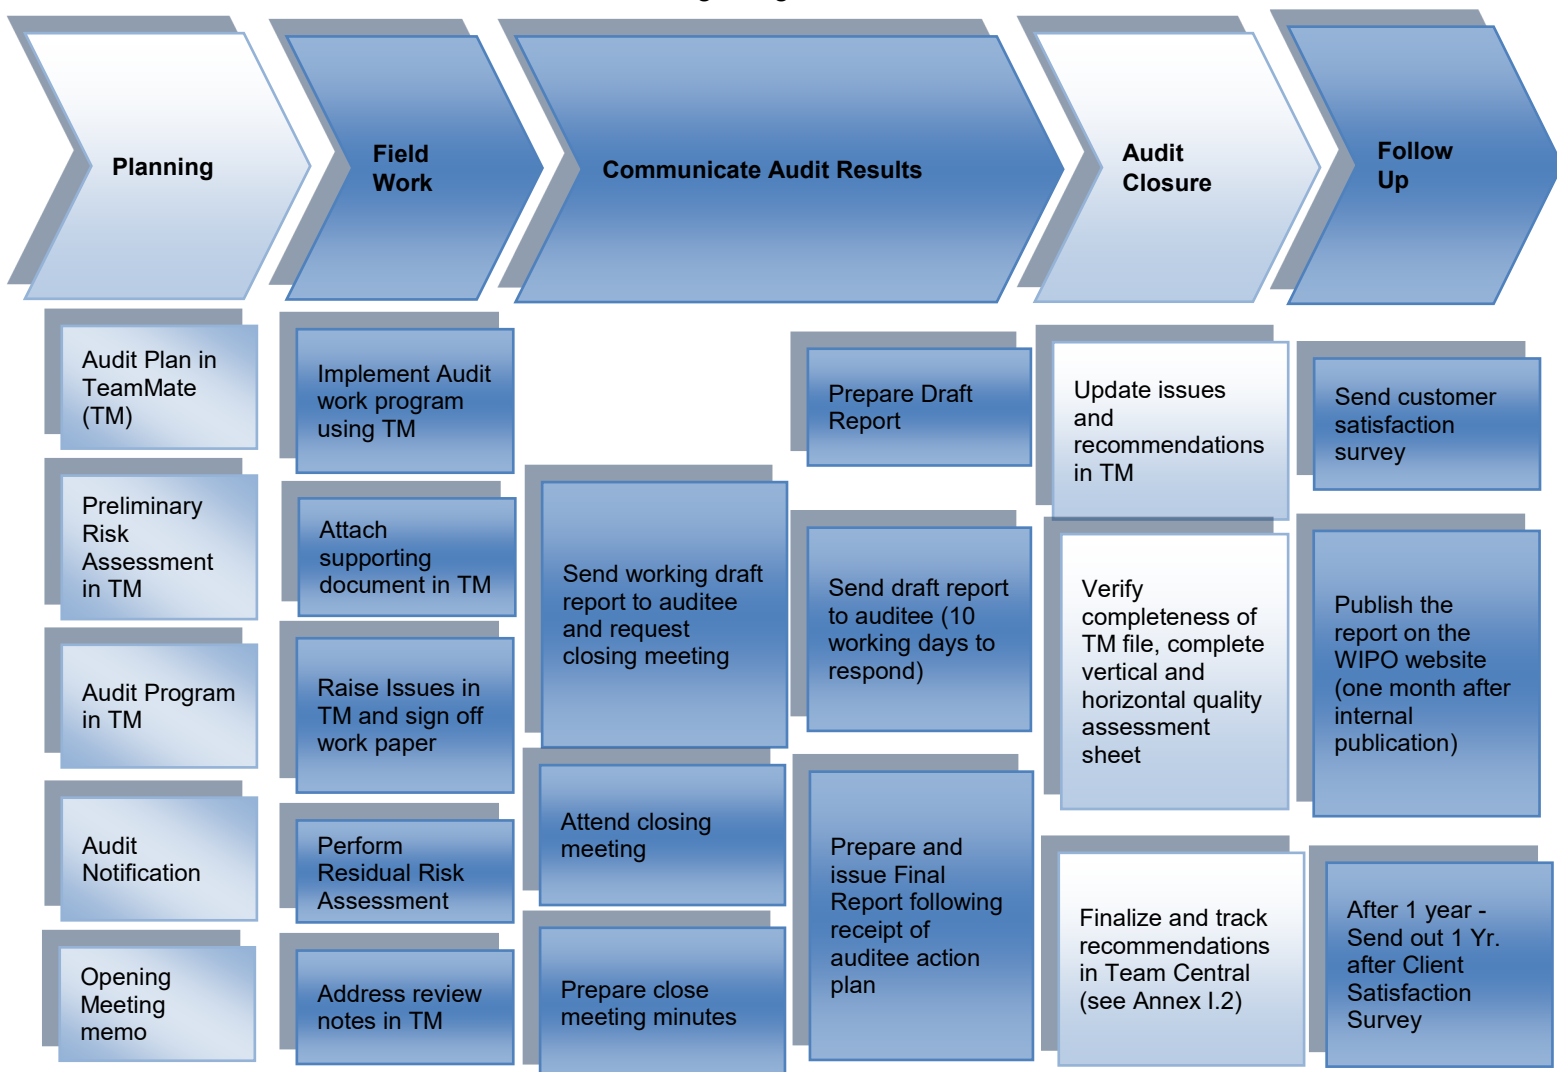 Planning
Field
Work
Communicate Audit Results
Audit
Closure
Follow
Up
Audit Plan in
TeamMate
(TM)
Preliminary
Risk
Assessment
in TM
Audit Program
in TM
Audit
Notification
Opening
Meeting
memo
Implement Audit
work program
using TM
Attach
supporting
document in TM
Raise Issues in
TM and sign off
work paper
Perform
Residual Risk
Assessment
Address review
notes in TM
Send working draft
report to auditee
and request
closing meeting
Attend closing
meeting
Prepare close
meeting minutes
Prepare Draft
Report
Send draft report
to auditee (10
working days to
respond)
Prepare and
issue Final
Report following
receipt of
auditee action
plan
Update issues
and
recommendations
in TM
Verify
completeness of
TM file, complete
vertical and
horizontal quality
assessment
sheet
Finalize and track
recommendations
in Team Central
(see Annex I.2)
Send customer
satisfaction
survey
Publish the
report on the
WIPO website
(one month after
internal
publication)
After 1 year -
Send out 1 Yr.
after Client
Satisfaction
Survey